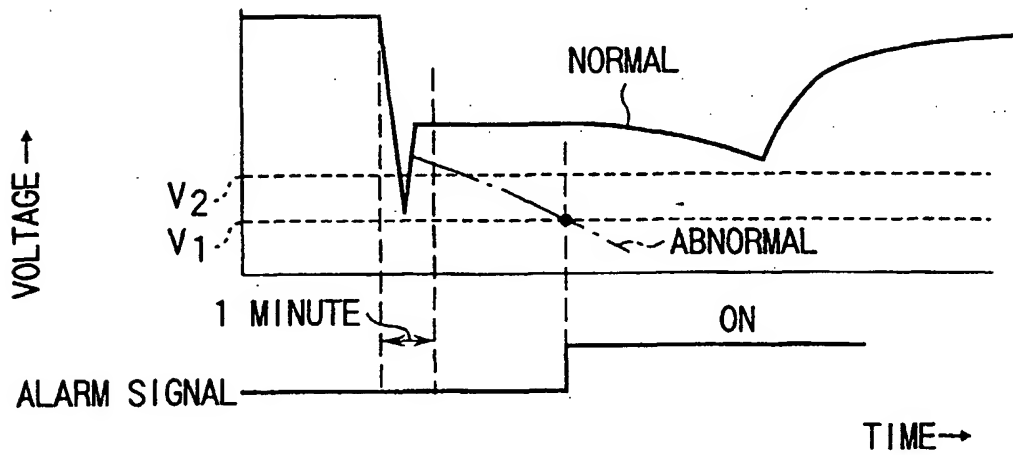 NORMAL
VOLTAGE→
V2
V1
ABNORMAL
1 MINUTE
ON
ALARM SIGNAL
TIME→